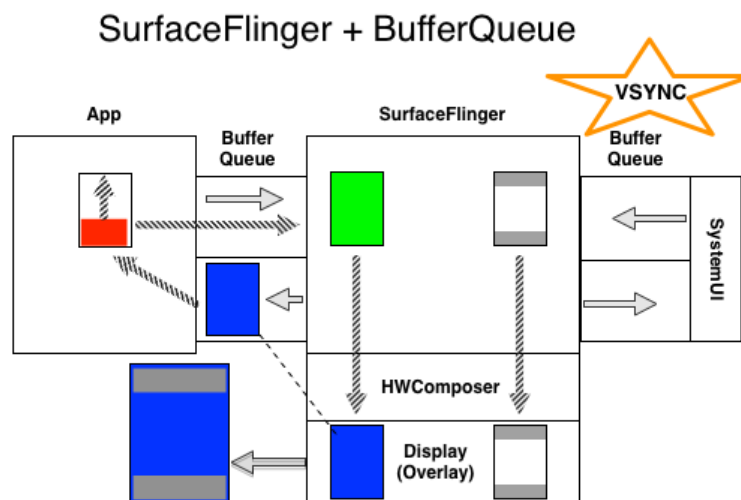 SurfaceFlinger + BufferQueue
VSYNC
App
SurfaceFlinger
Buffer
Queue
Buffer
Queue
SystemUI
HWComposer
Display
(Overlay)